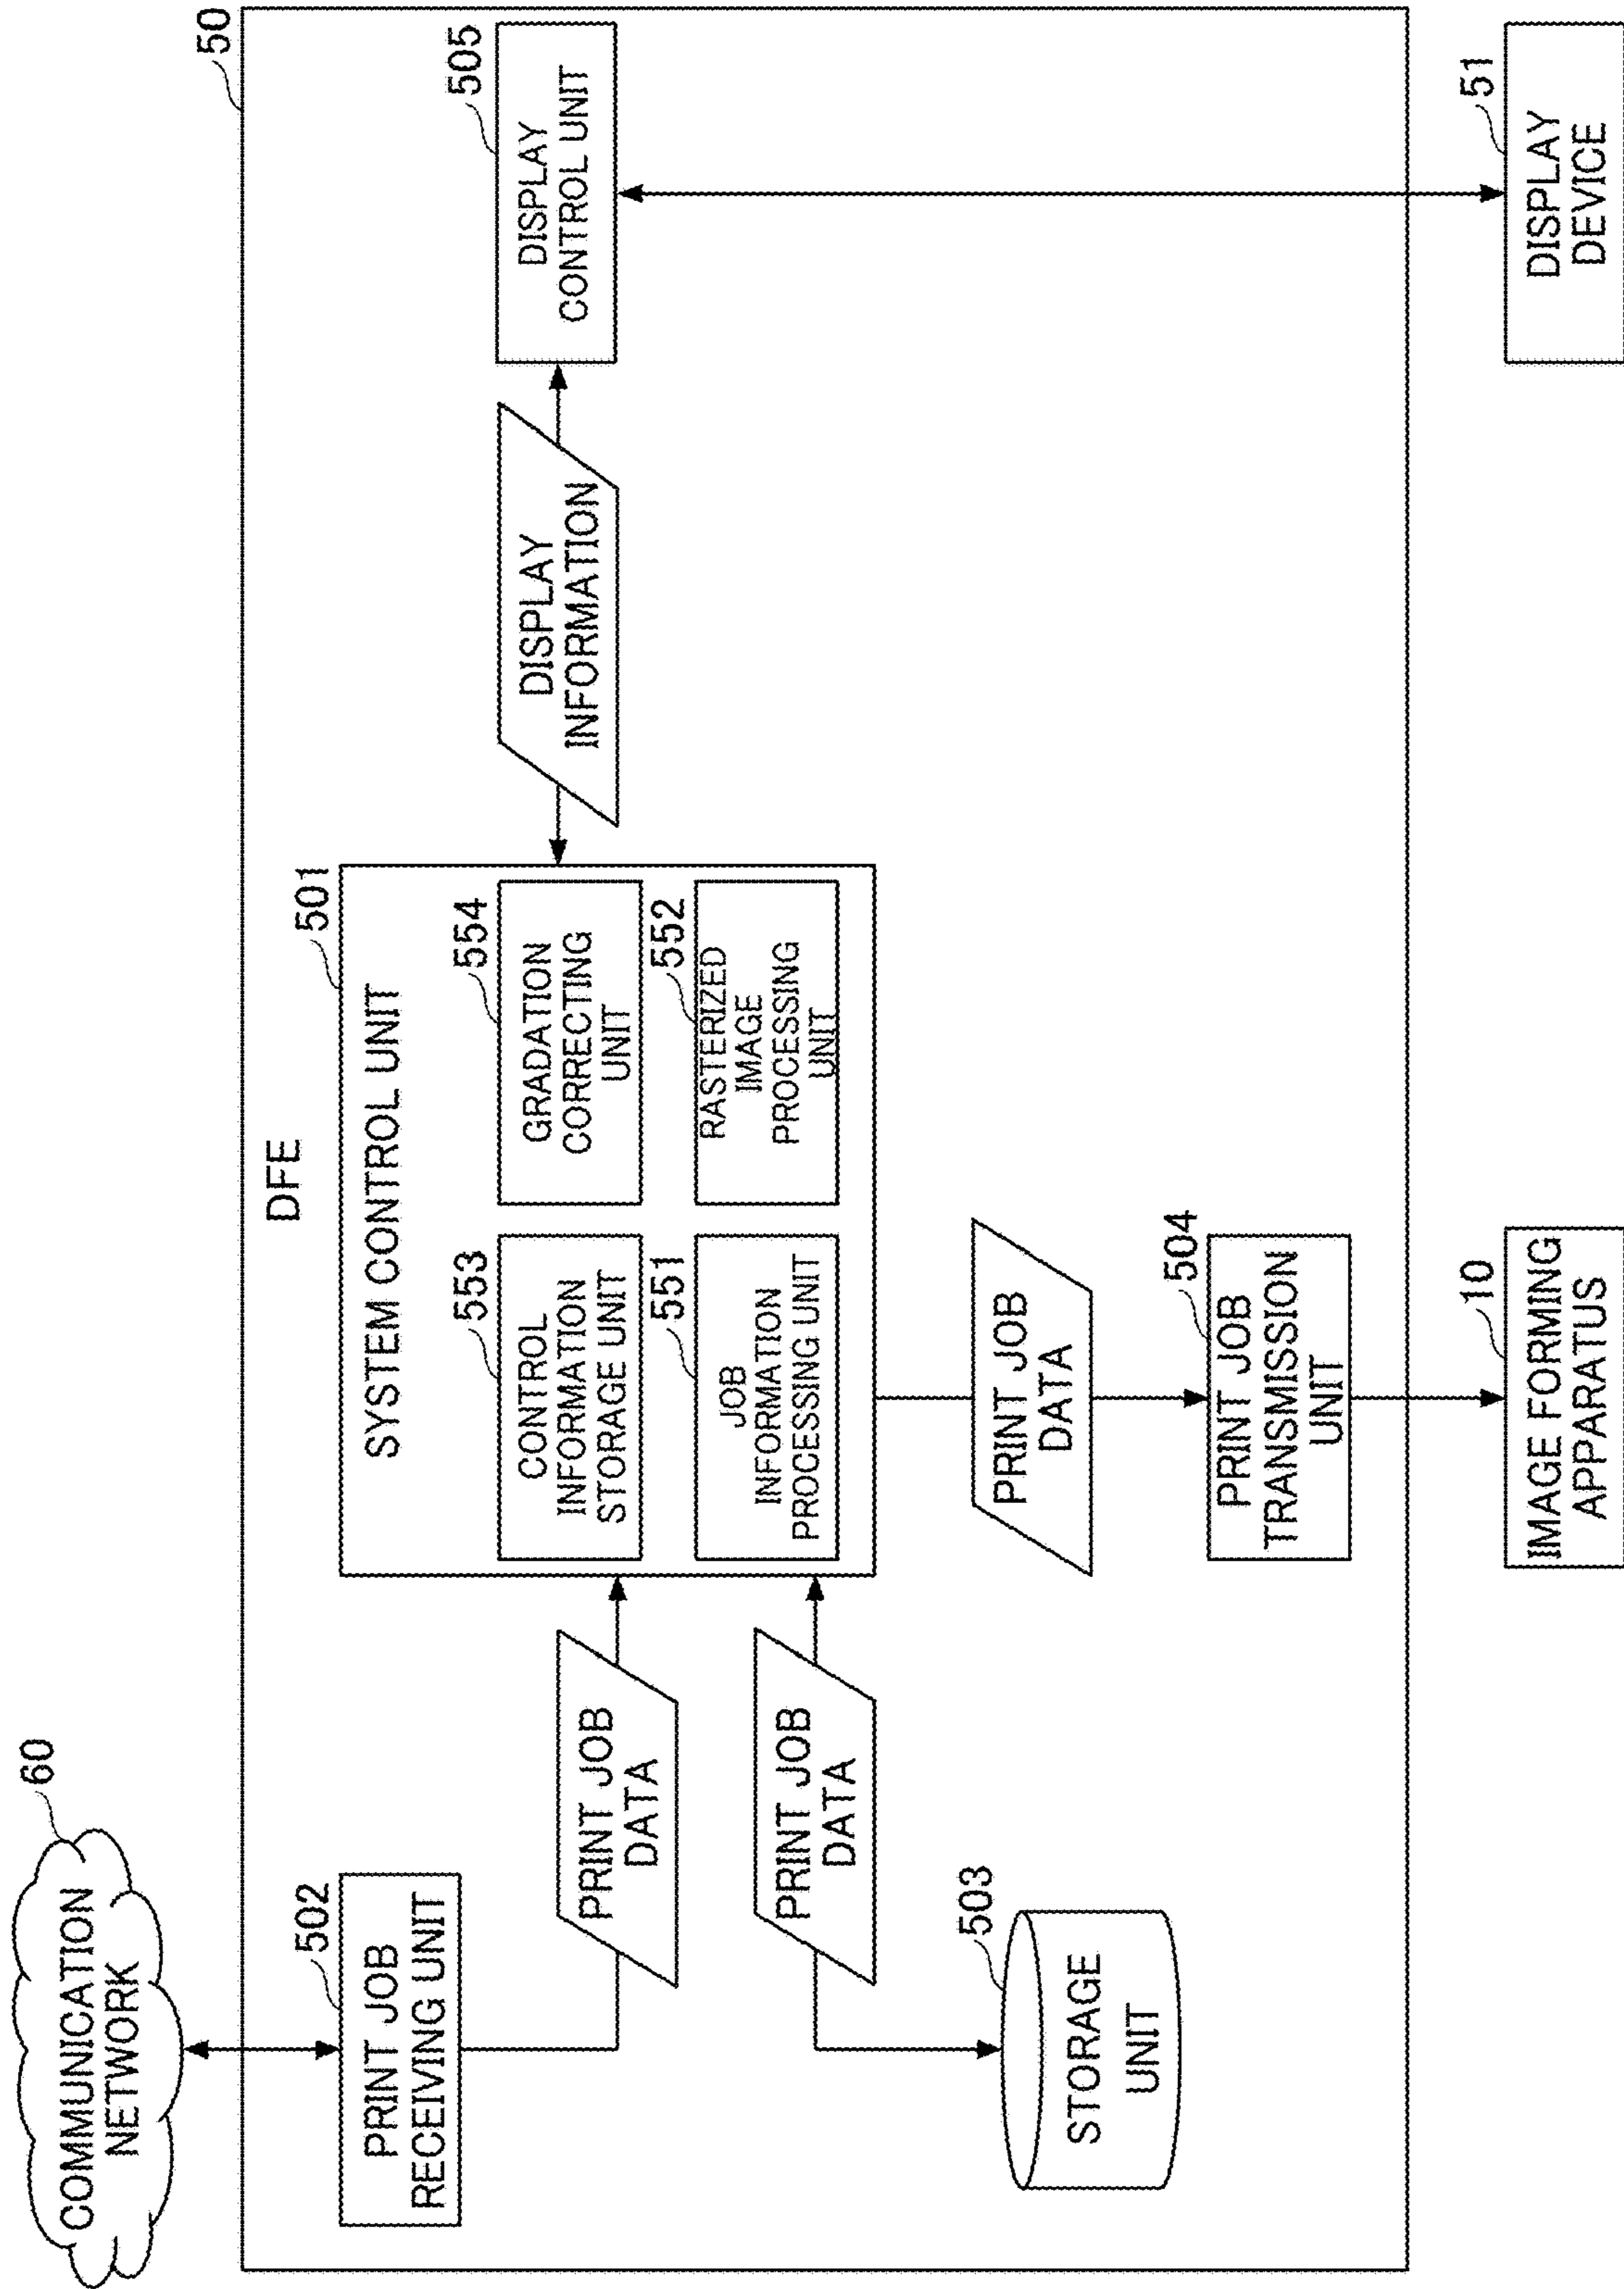 COMMUNICATION
NETWORK
60
50
DFE
502
PRINT JOB
RECEIVING UNIT
501
SYSTEM CONTROL UNIT
553
CONTROL
INFORMATION
STORAGE UNIT
554
GRADATION
CORRECTING
UNIT
551
JOB
INFORMATION
PROCESSING UNIT
552
RASTERIZED
IMAGE
PROCESSING
UNIT
505
DISPLAY
CONTROL UNIT
DISPLAY
INFORMATION
PRINT JOB
DATA
PRINT JOB
DATA
503
STORAGE
UNIT
PRINT JOB
DATA
504
PRINT JOB
TRANSMISSION
UNIT
10
IMAGE FORMING
APPARATUS
51
DISPLAY
DEVICE